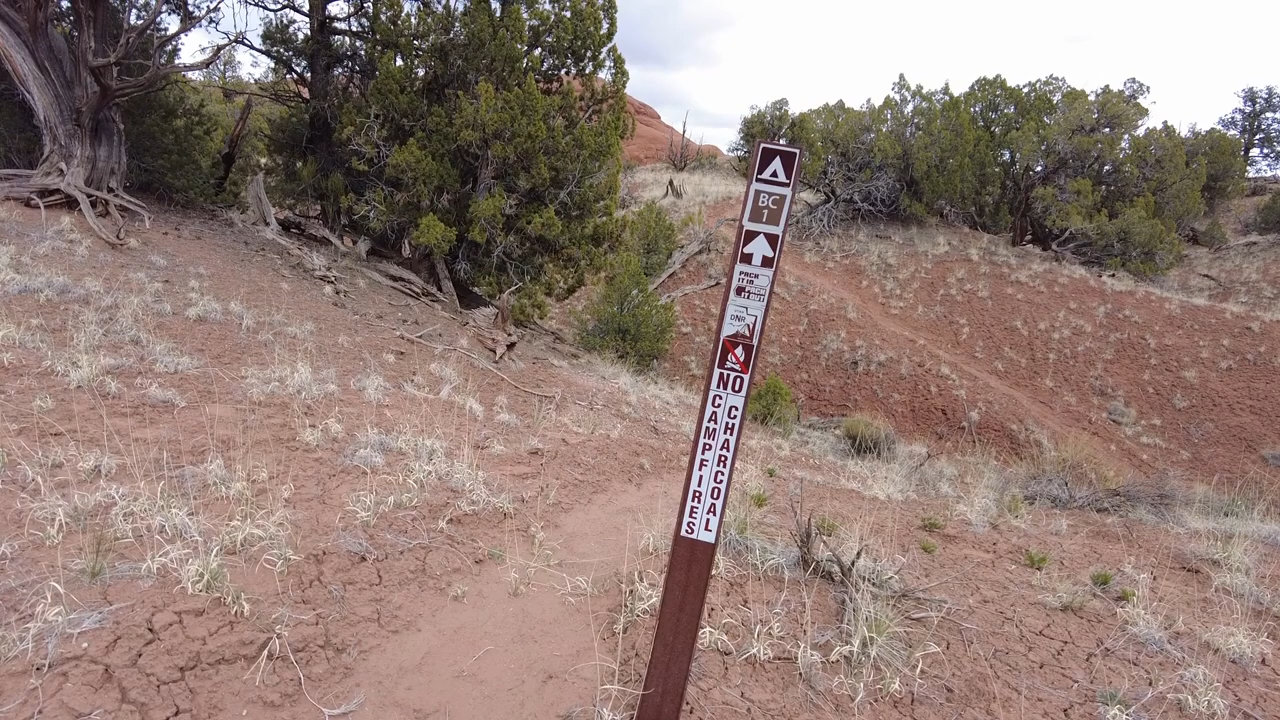 BC
1
PACK
IT IN
PACK
IT OUT
DNR
NO
CAMPFIRES
CHARCOAL